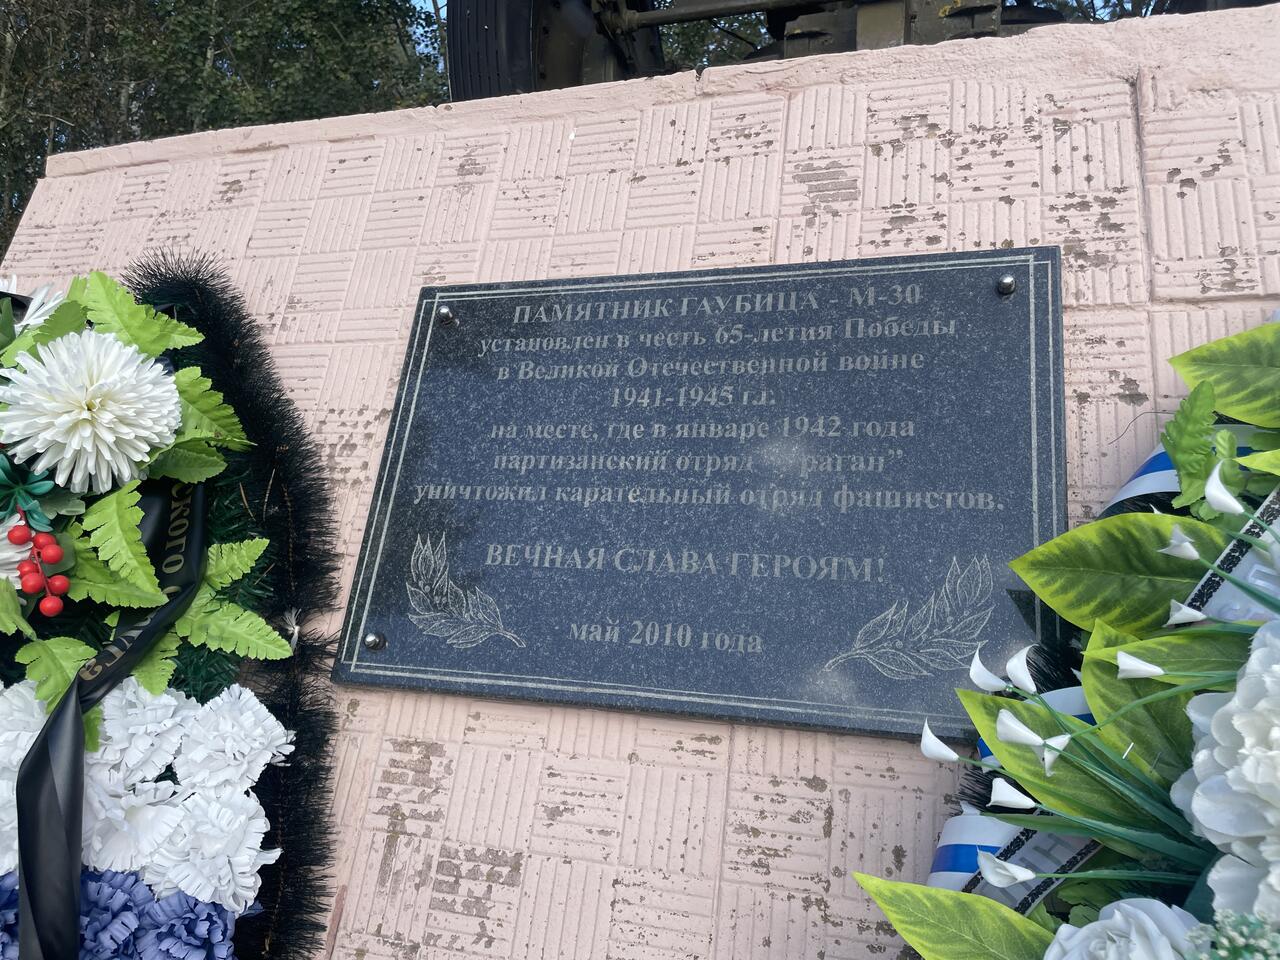 ПАМЯТНИК ГАУБИЦА - М-30
установлен в честь 65-летия Победы
в Великой Отечественной войне
1941-1945 г.г.
на месте, где в январе 1942 года
партизанский отряд
уничтожил карательный отряд фашистов.
ВЕЧНАЯ СЛАВА ГЕРОЯМ!
май 2010 года